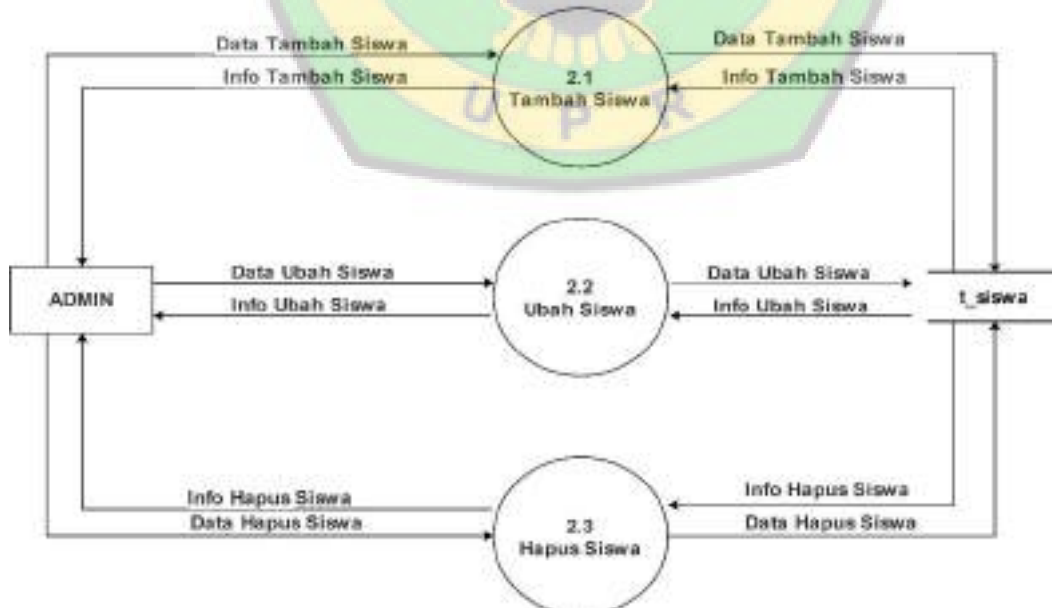 Data Tambah Siswa
Info Tambah Siswa
2.1
Tambah Siswa
Data Tambah Siswa
Info Tambah Siswa
U P R
ADMIN
Data Ubah Siswa
Info Ubah Siswa
2.2
Ubah Siswa
Data Ubah Siswa
Info Ubah Siswa
t_siswa
Info Hapus Siswa
Data Hapus Siswa
2.3
Hapus Siswa
Info Hapus Siswa
Data Hapus Siswa